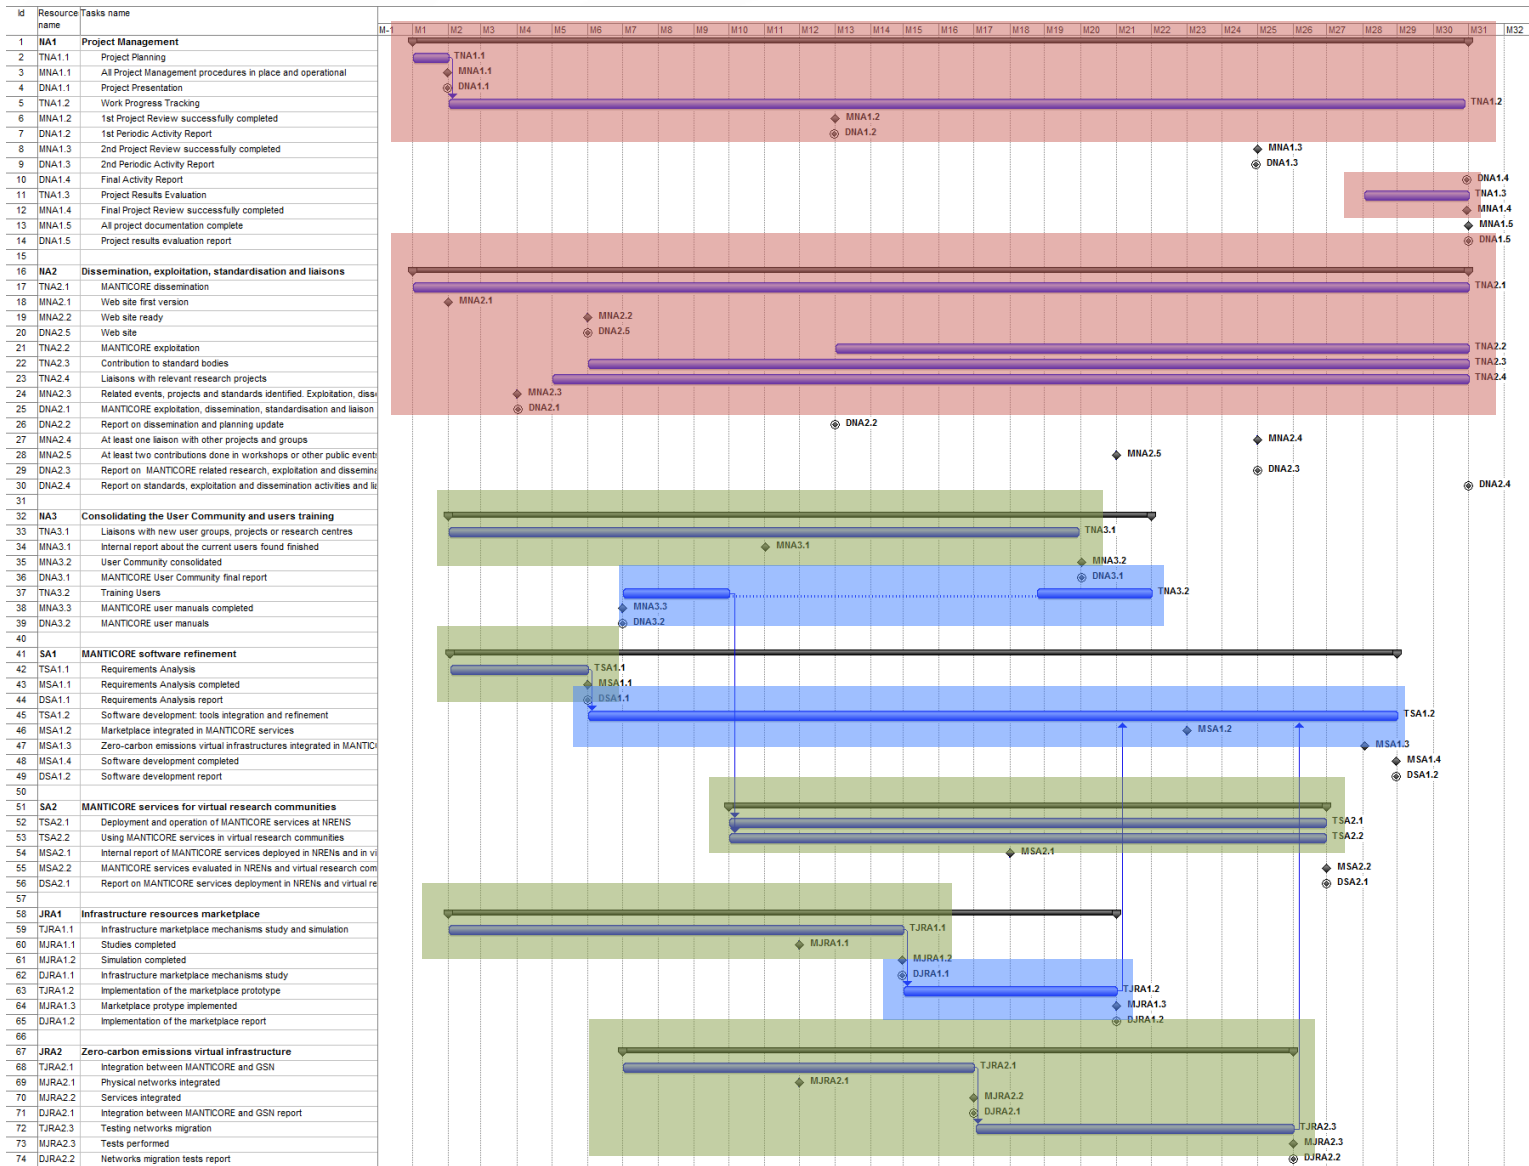 Id Resource name Tasks name M-1 M1 M2 M3 M4 M5 M6 M7 M8 M9 M10 M11 M12 M13 M14 M15 M16 M17 M18 M19 M20 M21 M22 M23 M24 M25 M26 M27 M28 M29 M30 M31 M32
1 NA1 Project Management
2 TNA1.1 Project Planning TNA1.1
3 MNA1.1 All Project Management procedures in place and operational MNA1.1
4 DNA1.1 Project Presentation DNA1.1
5 TNA1.2 Work Progress Tracking TNA1.2
6 MNA1.2 1st Project Review successfully completed MNA1.2
7 DNA1.2 1st Periodic Activity Report DNA1.2
8 MNA1.3 2nd Project Review successfully completed MNA1.3
9 DNA1.3 2nd Periodic Activity Report DNA1.3
10 DNA1.4 Final Activity Report DNA1.4
11 TNA1.3 Project Results Evaluation TNA1.3
12 MNA1.4 Final Project Review successfully completed MNA1.4
13 MNA1.5 All project documentation complete MNA1.5
14 DNA1.5 Project results evaluation report DNA1.5
15
16 NA2 Dissemination, exploitation, standardisation and liaisons
17 TNA2.1 MANTICORE dissemination TNA2.1
18 MNA2.1 Web site first version MNA2.1
19 MNA2.2 Web site ready MNA2.2
20 DNA2.5 Web site DNA2.5
21 TNA2.2 MANTICORE exploitation TNA2.2
22 TNA2.3 Contribution to standard bodies TNA2.3
23 TNA2.4 Liaisons with relevant research projects TNA2.4
24 MNA2.3 Related events, projects and standards identified. Exploitation, disse MNA2.3
25 DNA2.1 MANTICORE exploitation, dissemination, standardisation and liaison DNA2.1
26 DNA2.2 Report on dissemination and planning update DNA2.2
27 MNA2.4 At least one liaison with other projects and groups MNA2.4
28 MNA2.5 At least two contributions done in workshops or other public events MNA2.5
29 DNA2.3 Report on MANTICORE related research, exploitation and dissemina DNA2.3
30 DNA2.4 Report on standards, exploitation and dissemination activities and lia DNA2.4
31
32 NA3 Consolidating the User Community and users training
33 TNA3.1 Liaisons with new user groups, projects or research centres TNA3.1
34 MNA3.1 Internal report about the current users found finished MNA3.1
35 MNA3.2 User Community consolidated MNA3.2
36 DNA3.1 MANTICORE User Community final report DNA3.1
37 TNA3.2 Training Users TNA3.2
38 MNA3.3 MANTICORE user manuals completed MNA3.3
39 DNA3.2 MANTICORE user manuals DNA3.2
40
41 SA1 MANTICORE software refinement
42 TSA1.1 Requirements Analysis TSA1.1
43 MSA1.1 Requirements Analysis completed MSA1.1
44 DSA1.1 Requirements Analysis report DSA1.1
45 TSA1.2 Software development: tools integration and refinement TSA1.2
46 MSA1.2 Marketplace integrated in MANTICORE services MSA1.2
47 MSA1.3 Zero-carbon emissions virtual infrastructures integrated in MANTIC MSA1.3
48 MSA1.4 Software development completed MSA1.4
49 DSA1.2 Software development report DSA1.2
50
51 SA2 MANTICORE services for virtual research communities
52 TSA2.1 Deployment and operation of MANTICORE services at NRENS TSA2.1
53 TSA2.2 Using MANTICORE services in virtual research communities TSA2.2
54 MSA2.1 Internal report of MANTICORE services deployed in NRENs and in vi MSA2.1
55 MSA2.2 MANTICORE services evaluated in NRENs and virtual research com MSA2.2
56 DSA2.1 Report on MANTICORE services deployment in NRENs and virtual re DSA2.1
57
58 JRA1 Infrastructure resources marketplace
59 TJRA1.1 Infrastructure marketplace mechanisms study and simulation TJRA1.1
60 MJRA1.1 Studies completed MJRA1.1
61 MJRA1.2 Simulation completed MJRA1.2
62 DJRA1.1 Infrastructure marketplace mechanisms study DJRA1.1
63 TJRA1.2 Implementation of the marketplace prototype TJRA1.2
64 MJRA1.3 Marketplace protype implemented MJRA1.3
65 DJRA1.2 Implementation of the marketplace report DJRA1.2
66
67 JRA2 Zero-carbon emissions virtual infrastructure
68 TJRA2.1 Integration between MANTICORE and GSN TJRA2.1
69 MJRA2.1 Physical networks integrated MJRA2.1
70 MJRA2.2 Services integrated MJRA2.2
71 DJRA2.1 Integration between MANTICORE and GSN report DJRA2.1
72 TJRA2.3 Testing networks migration TJRA2.3
73 MJRA2.3 Tests performed MJRA2.3
74 DJRA2.2 Networks migration tests report DJRA2.2